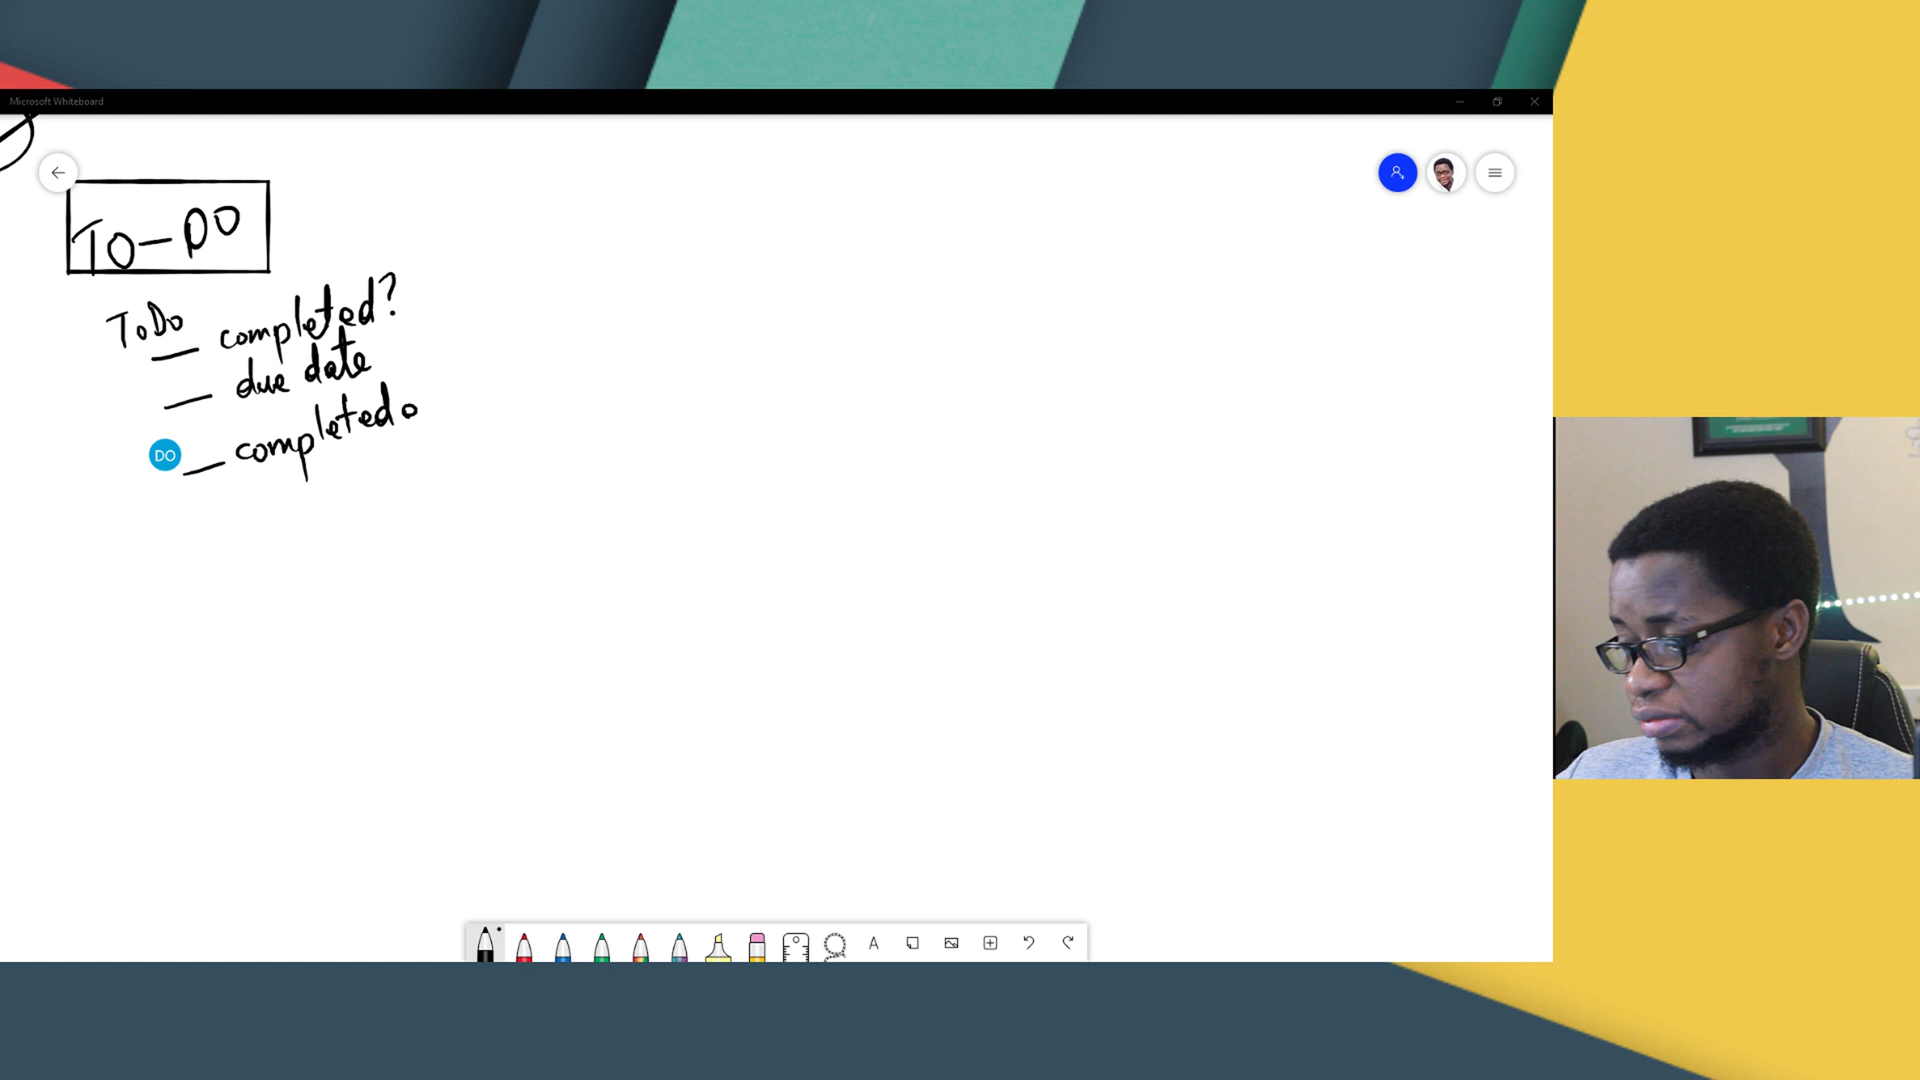 Microsoft Whiteboard
TO-DO
ToDo
— completed?
— due date
DO — completed
A